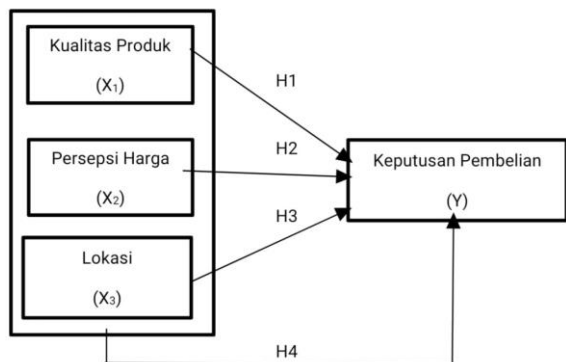 Kualitas Produk
(X₁)
H1
Persepsi Harga
(X₂)
H2
Keputusan Pembelian
(Y)
H3
Lokasi
(X₃)
H4